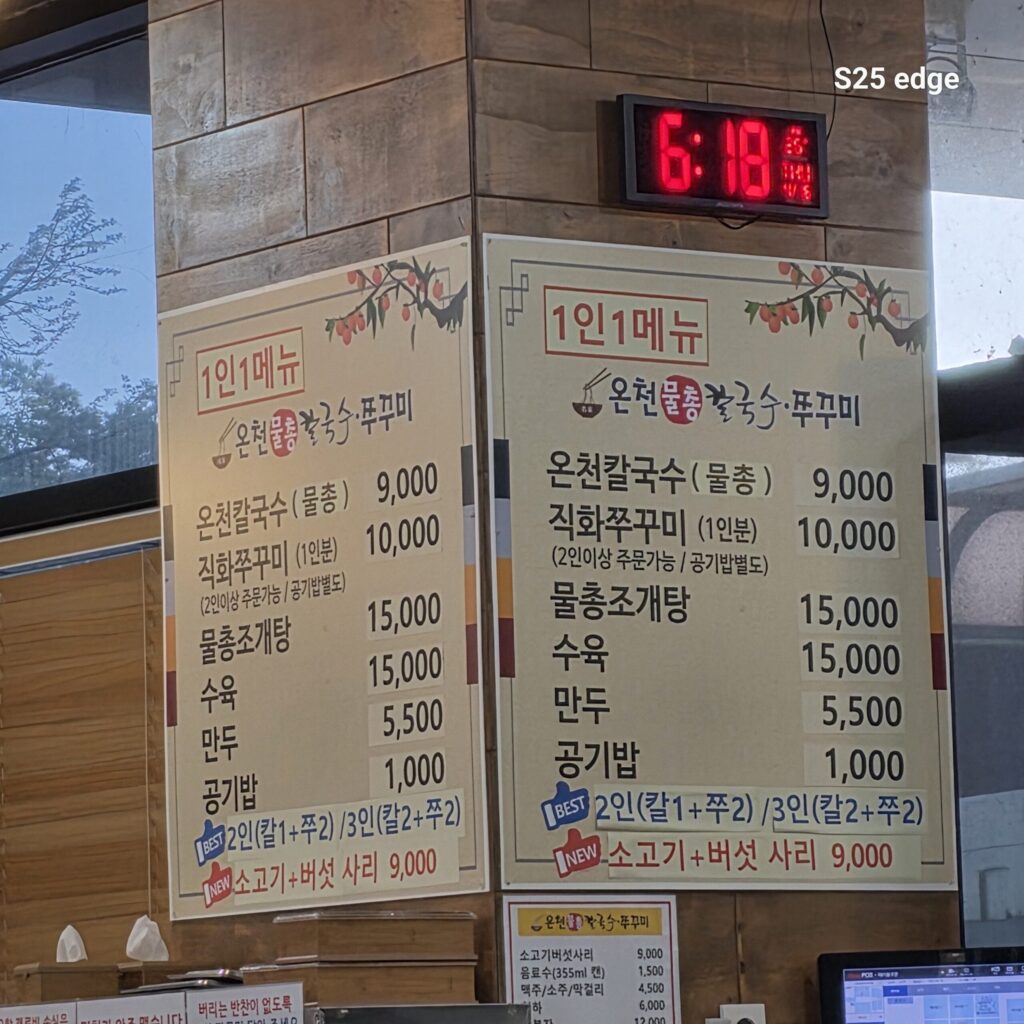 S25 edge
6:18
1인1메뉴
온천물총칼국수·쭈꾸미
온천칼국수(물총) 9,000
직화쭈꾸미 (1인분) 10,000
(2인이상 주문가능 / 공기밥별도)
물총조개탕 15,000
수육 15,000
만두 5,500
공기밥 1,000
BEST 2인(칼1+쭈2) /3인(칼2+쭈2)
NEW 소고기+버섯 사리 9,000
1인1메뉴
온천물총칼국수·쭈꾸미
온천칼국수(물총) 9,000
직화쭈꾸미 (1인분) 10,000
(2인이상 주문가능 / 공기밥별도)
물총조개탕 15,000
수육 15,000
만두 5,500
공기밥 1,000
BEST 2인(칼1+쭈2) /3인(칼2+쭈2)
NEW 소고기+버섯 사리 9,000
온천물총칼국수·쭈꾸미
소고기버섯사리 9,000
음료수(355ml 캔) 1,500
맥주/소주/막걸리 4,500
6,000
12,000
버리는 반찬이 없도록
POS